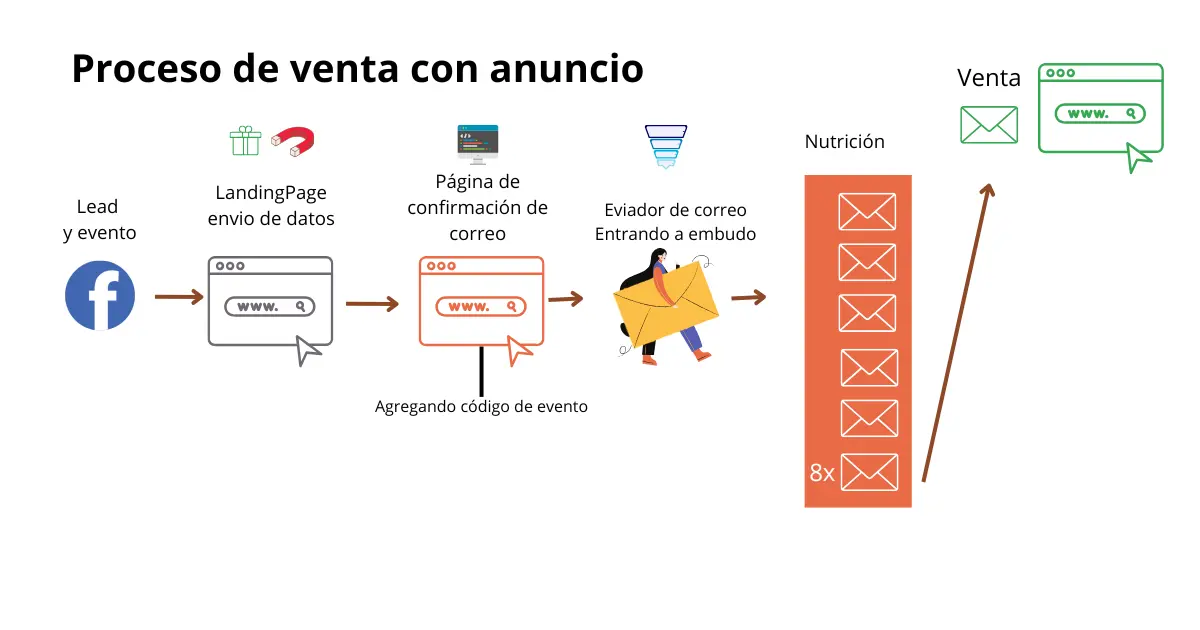 Proceso de venta con anuncio
Lead
y evento
LandingPage
envio de datos
www.
Página de
confirmación de
correo
www.
Agregando código de evento
Eviador de correo
Entrando a embudo
Nutrición
8x
Venta
www.